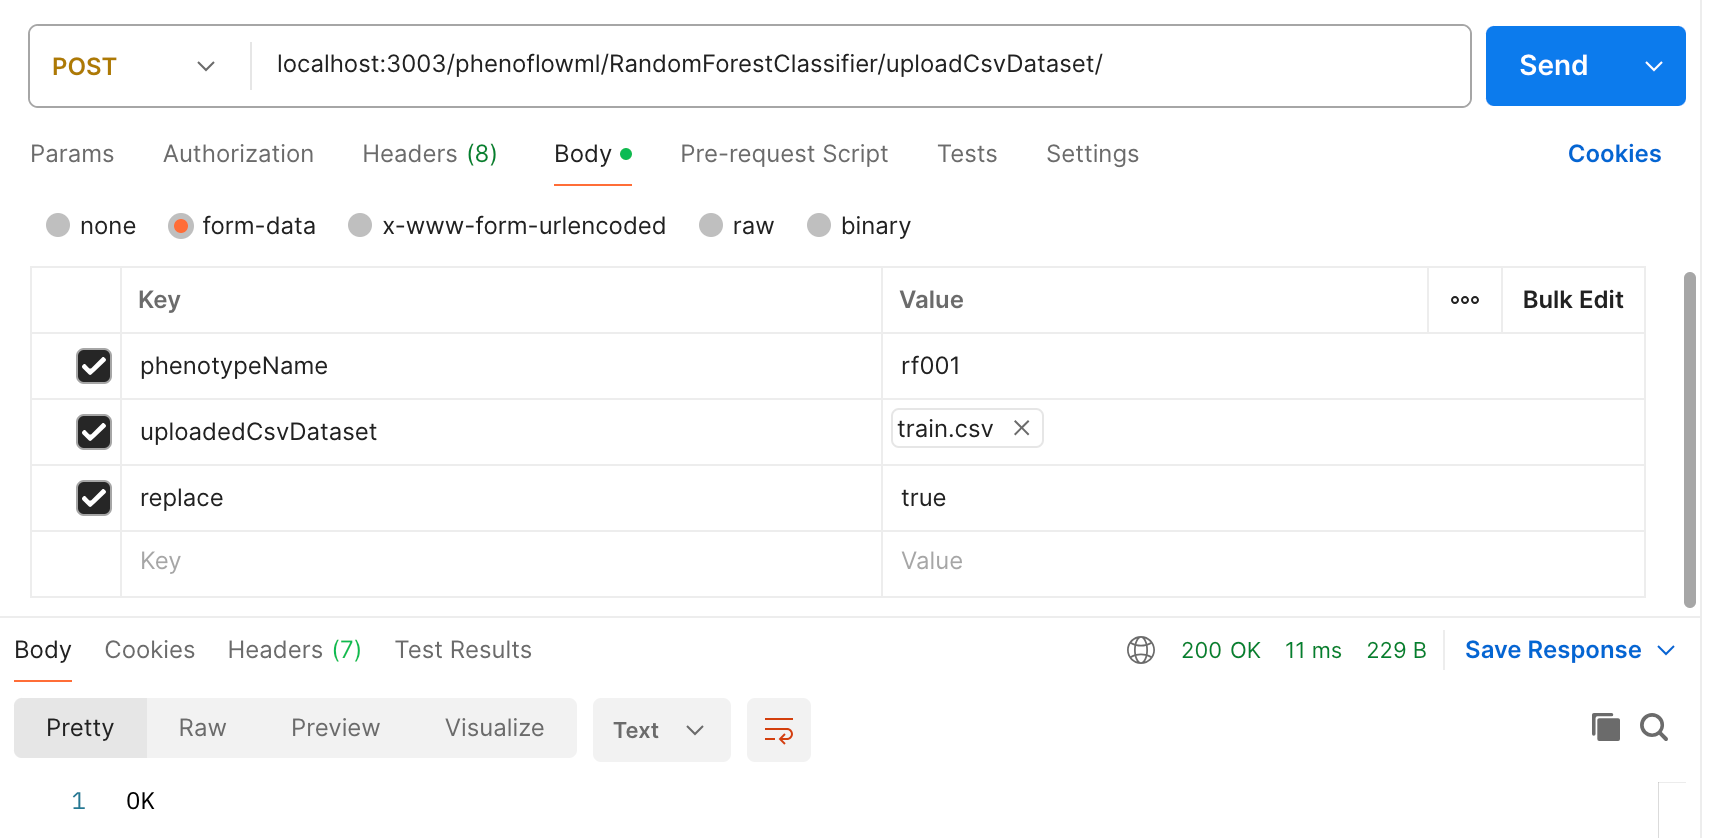 POST localhost:3003/phenoflowml/RandomForestClassifier/uploadCsvDataset/ Send
Params Authorization Headers (8) Body Pre-request Script Tests Settings Cookies
none form-data x-www-form-urlencoded raw binary
Key Value Bulk Edit
phenotypeName rf001
uploadedCsvDataset train.csv
replace true
Key Value
Body Cookies Headers (7) Test Results 200 OK 11 ms 229 B Save Response
Pretty Raw Preview Visualize Text
1 OK